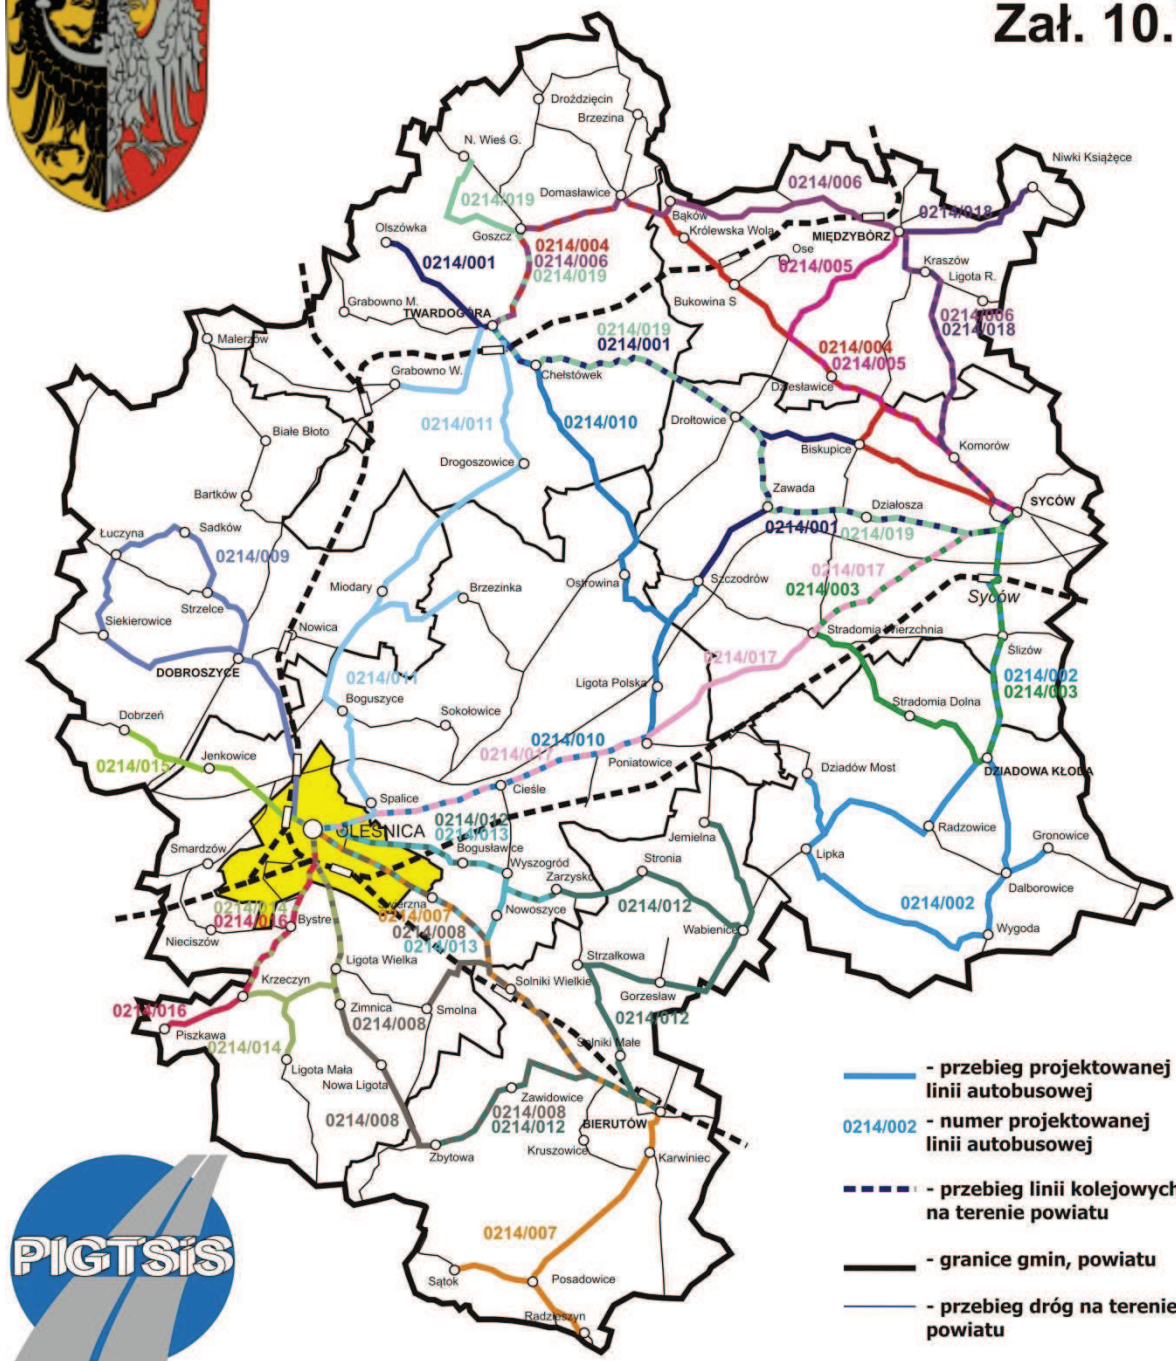 Zał. 10.
Droździęcin
Brzezina
N. Wieś G.
Niwki Książęce
Domasławice
0214/006
0214/019
0214/018
Bąków
Królewska Wola
MIĘDZYBÓRZ
Goszcz
Olszówka
0214/004
0214/006
0214/019
Ose
0214/005
Kraszów
Ligota R.
0214/001
Bukowina S
Grabowno M.
TWARDOGÓRA
0214/006
0214/018
0214/019
0214/001
0214/004
0214/005
Malerzów
Grabowno W.
Chełstówek
Dziesławice
0214/011
0214/010
Drołtowice
Białe Błoto
Biskupice
Komorów
Drogoszowice
Bartków
Zawada
Działosza
SYCÓW
0214/001
0214/019
Łuczyna
Sadków
0214/009
Miodary
Brzezinka
Ostrowina
Szczodrów
0214/017
0214/003
Syców
Strzelce
Siekierowice
Nowica
Stradomia Wierzchnia
Ślizów
DOBROSZYCE
0214/011
0214/017
0214/002
0214/003
Ligota Polska
Boguszyce
Sokołowice
Stradomia Dolna
Dobrzeń
Jenkowice
0214/015
0214/010
0214/017
Poniatowice
Dziadów Most
DZIADOWA KŁODA
Spalice
Cieśle
0214/012
0214/013
OLEŚNICA
Jemielna
Radzowice
Gronowice
Smardzów
Bogusławice
Wyszogród
Stronia
Lipka
Zarzysko
Dalborowice
Świerzna
0214/014
0214/016
Bystre
0214/007
0214/008
0214/013
Nowoszyce
0214/012
0214/002
Nieciszów
Wabienice
Wygoda
Ligota Wielka
Strzałkowa
Krzeczyn
Solniki Wielkie
Gorzesław
0214/016
Zimnica
Smolna
0214/008
0214/012
Piszkawa
0214/014
Solniki Małe
Ligota Mała
Nowa Ligota
0214/008
Zawidowice
0214/008
0214/012
BIERUTÓW
Zbytowa
Kruszowice
Karwiniec
0214/007
Sątok
Posadowice
Radzieszyn
- przebieg projektowanej
linii autobusowej
0214/002 - numer projektowanej
linii autobusowej
- przebieg linii kolejowych
na terenie powiatu
- granice gmin, powiatu
- przebieg dróg na terenie
powiatu
PIGTSiS